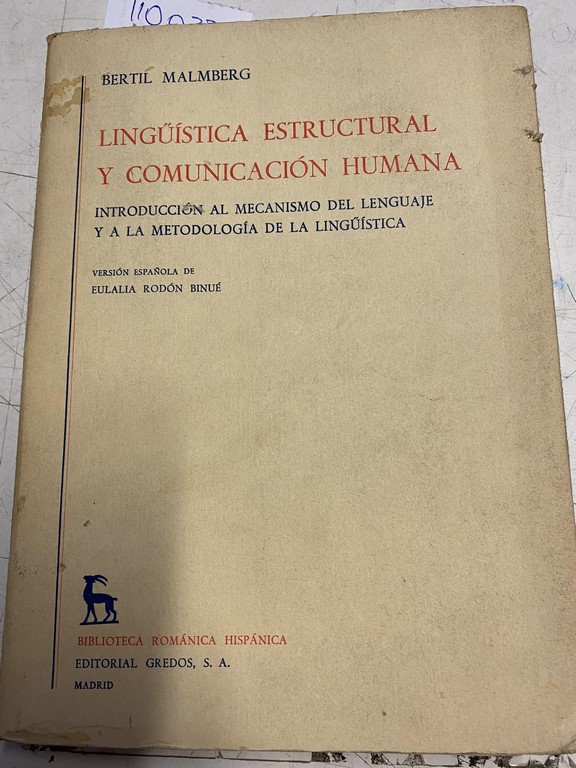 BERTIL MALMBERG
LINGÜÍSTICA ESTRUCTURAL
Y COMUNICACIÓN HUMANA
INTRODUCCIÓN AL MECANISMO DEL LENGUAJE
Y A LA METODOLOGÍA DE LA LINGÜÍSTICA
VERSIÓN ESPAÑOLA DE
EULALIA RODÓN BINUÉ
BIBLIOTECA ROMÁNICA HISPÁNICA
EDITORIAL GREDOS, S. A.
MADRID